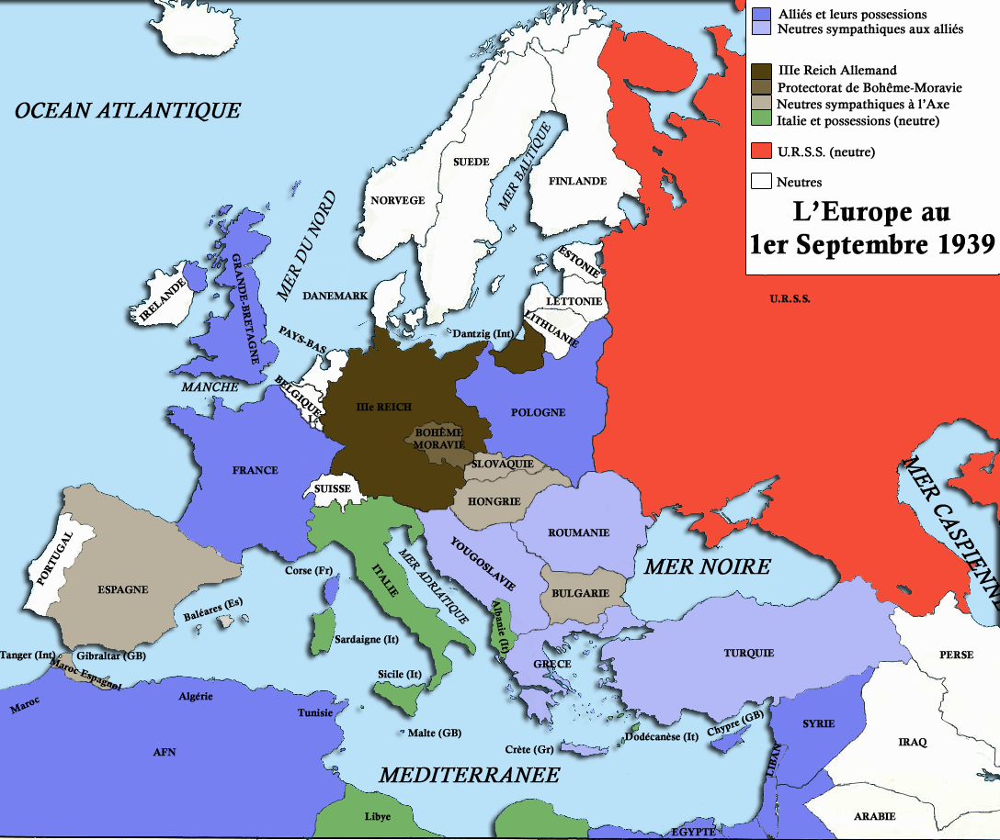 Alliés et leurs possessions
Neutres sympathiques aux alliés
IIIe Reich Allemand
Protectorat de Bohême-Moravie
Neutres sympathiques à l'Axe
Italie et possessions (neutre)
U.R.S.S. (neutre)
Neutres
L'Europe au
1er Septembre 1939
OCEAN ATLANTIQUE
SUEDE
MER BALTIQUE
FINLANDE
NORVEGE
MER DU NORD
ESTONIE
GRANDE-BRETAGNE
IRLANDE
DANEMARK
LETTONIE
U.R.S.S.
LITHUANIE
Dantzig (Int)
PAYS-BAS
MANCHE
BELGIQUE
L.
IIIe REICH
POLOGNE
BOHÊME
MORAVIE
FRANCE
SLOVAQUIE
SUISSE
HONGRIE
MER CASPIENNE
ROUMANIE
PORTUGAL
YOUGOSLAVIE
MER NOIRE
Corse (Fr)
ITALIE
MER ADRIATIQUE
ESPAGNE
BULGARIE
Baléares (Es)
Albanie (It)
Sardaigne (It)
Tanger (Int)
Gibraltar (GB)
Maroc Espagnol
GRECE
TURQUIE
PERSE
Sicile (It)
Maroc
Algérie
Tunisie
Malte (GB)
Dodécanèse (It)
Chypre (GB)
SYRIE
Crète (Gr)
AFN
IRAQ
LIBAN
MEDITERRANEE
Libye
ARABIE
EGYPTE